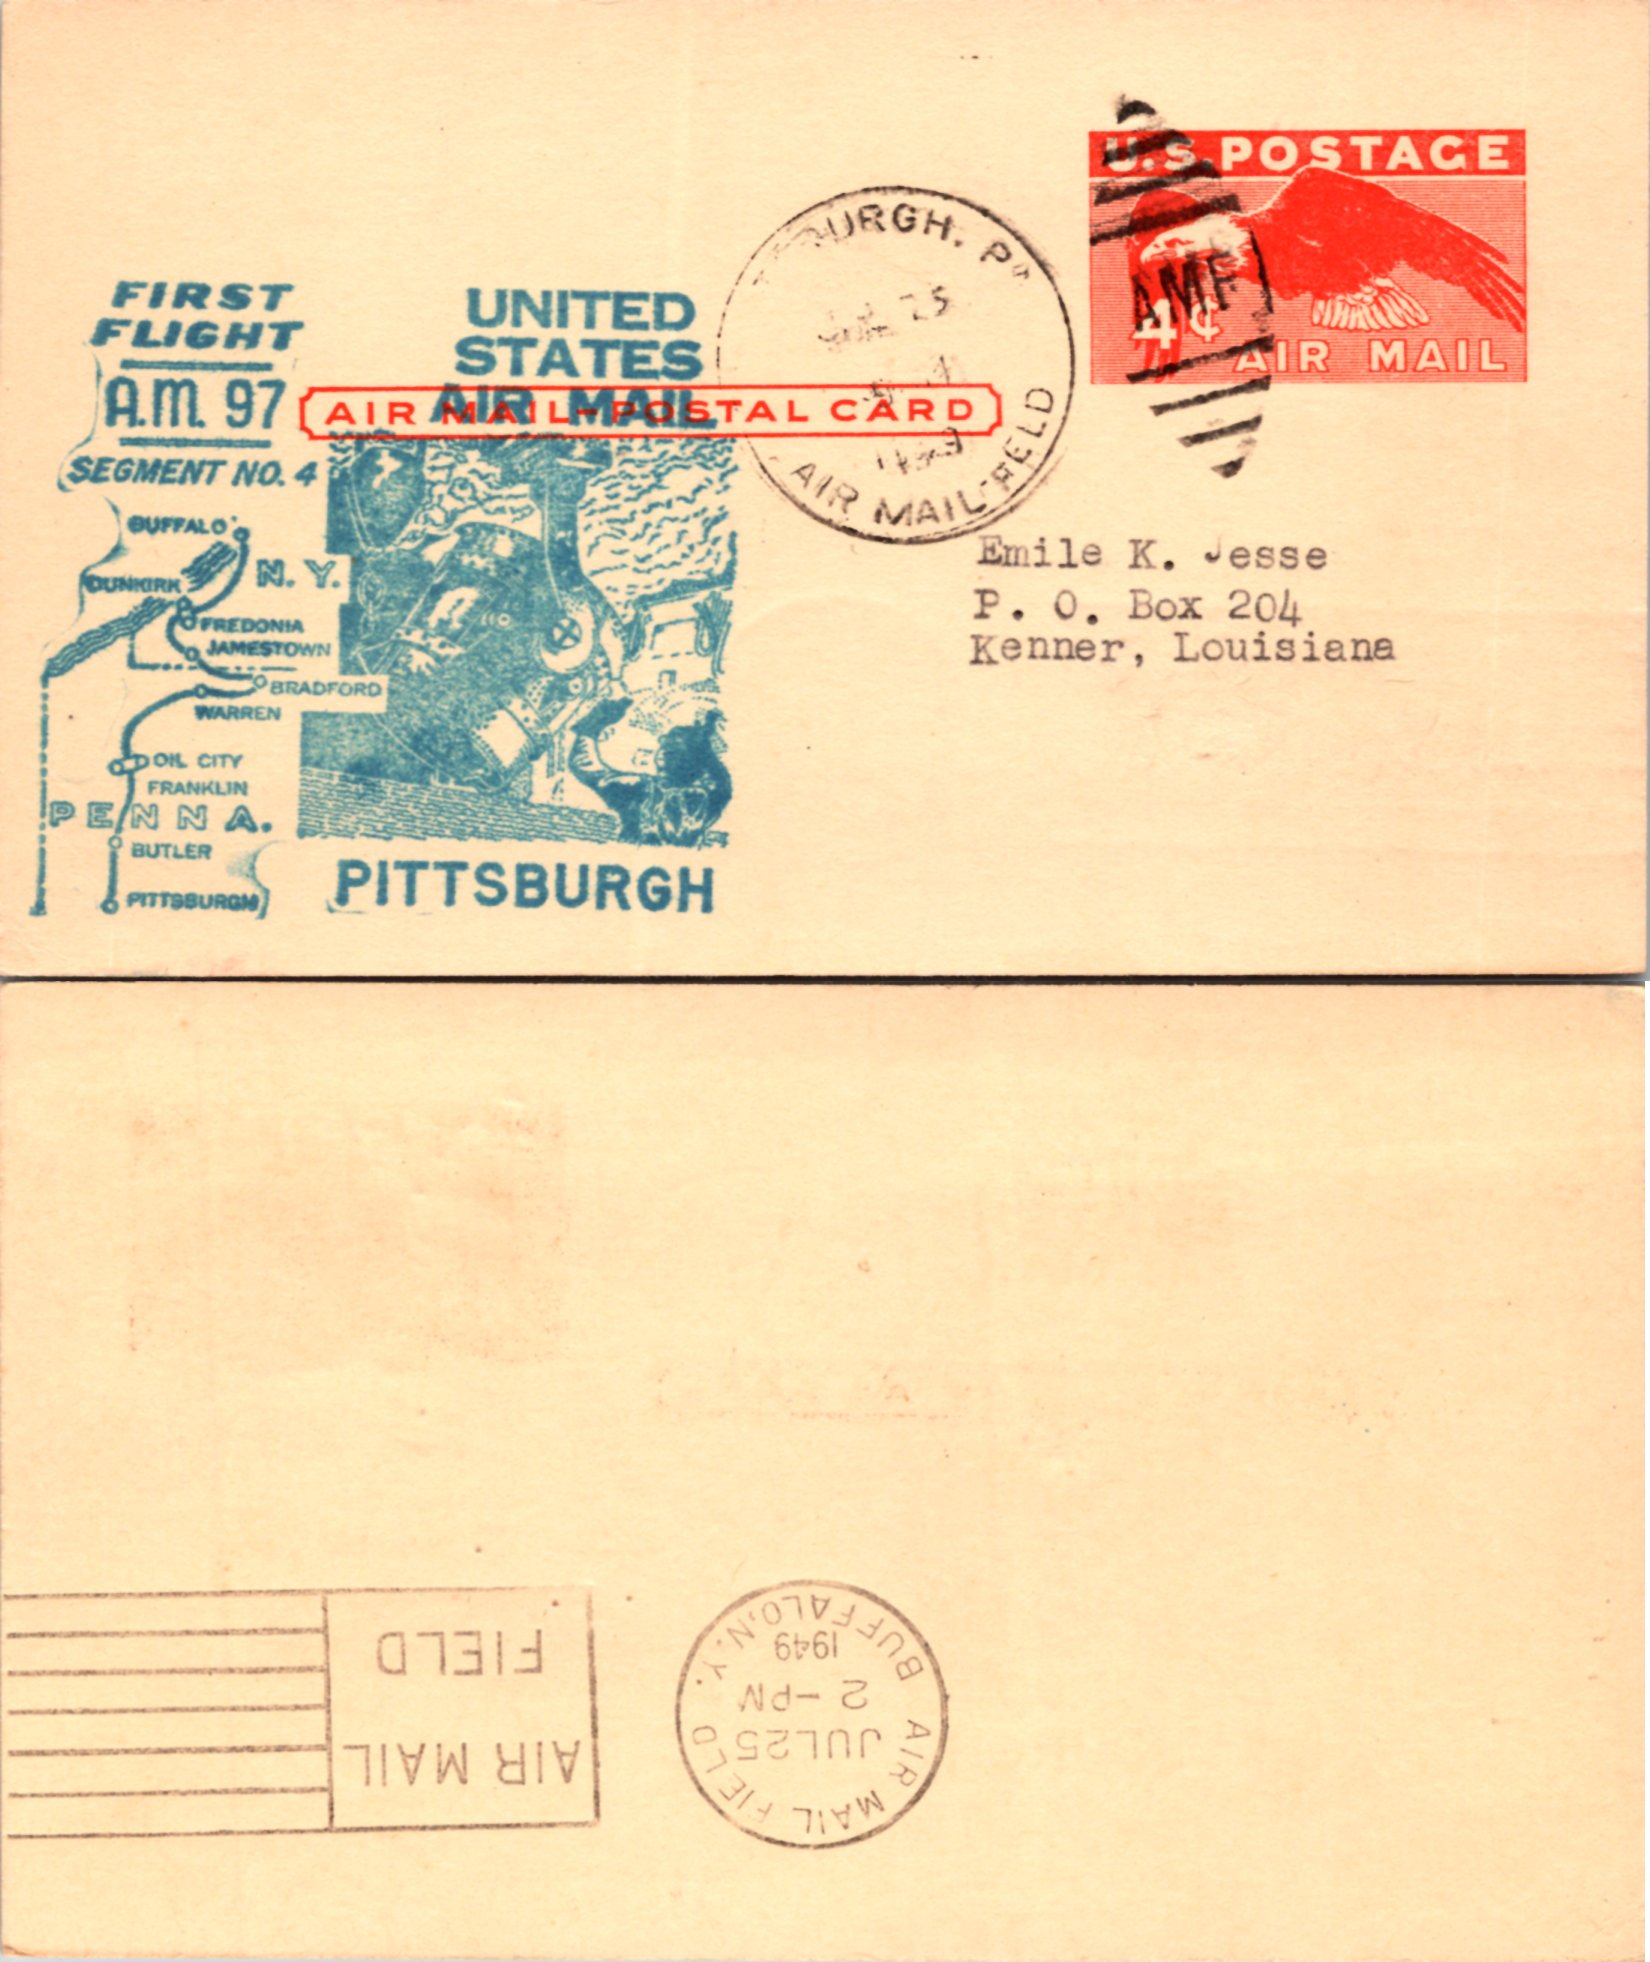 U.S. POSTAGE
4¢
AIR MAIL
AMF
BURGH, Pa
25
AIR MAIL FIELD
FIRST
FLIGHT
A.M. 97
SEGMENT NO. 4
UNITED
STATES
AIR MAIL
AIR MAIL-POSTAL CARD
BUFFALO
N. Y.
DUNKIRK
FREDONIA
JAMESTOWN
BRADFORD
WARREN
OIL CITY
FRANKLIN
PENNA.
BUTLER
PITTSBURGH
PITTSBURGH
Emile K. Jesse
P. O. Box 204
Kenner, Louisiana
AIR MAIL FIELD
JUL 25
2 - PM
1949
BUFFALO, N.Y.
AIR MAIL
FIELD